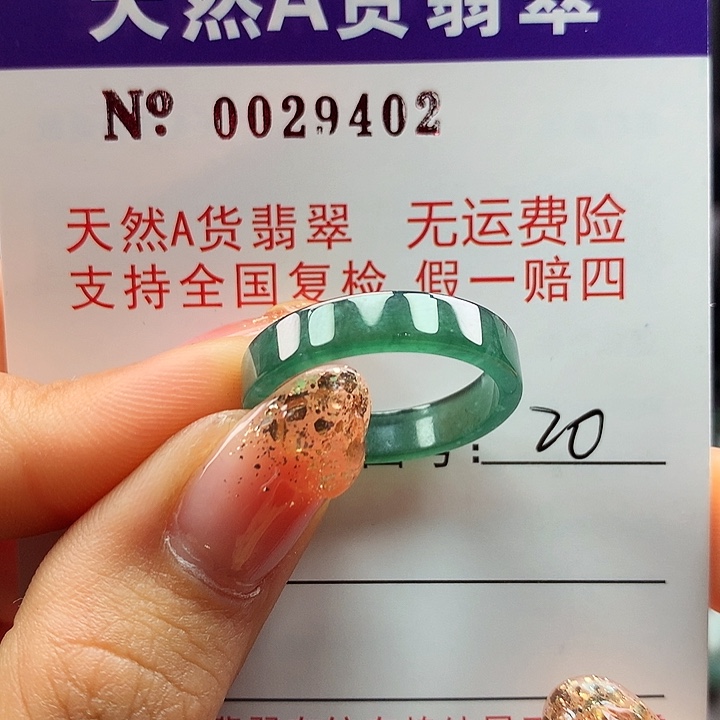 天然A货翡翠
Nº. 0029402
天然A货翡翠 无运费险
支持全国复检 假一赔四
号: 20